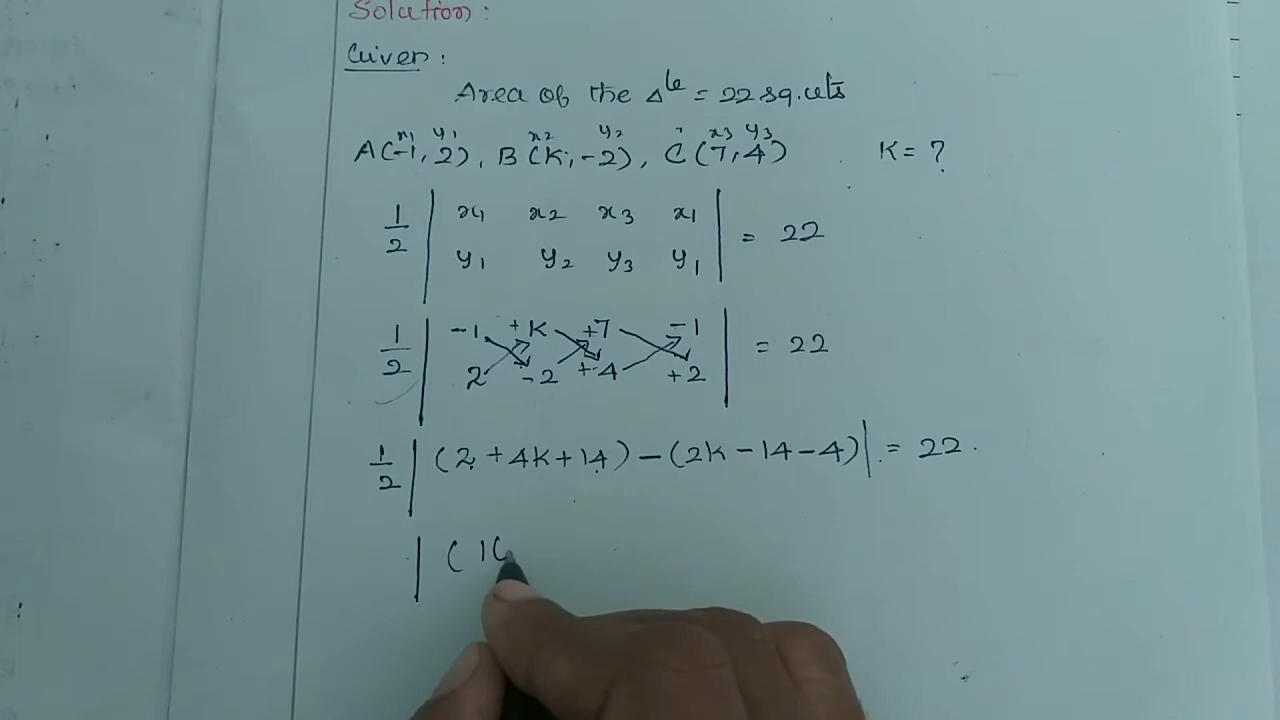 Solution:
Given:
Area of the Δle = 22 sq.uts
x1 y1 x2 y2 x3 y3
A(-1, 2), B(K, -2), C(7, 4) K = ?
1/2 | x1 x2 x3 x1 | = 22
y1 y2 y3 y1
1/2 | -1 +K +7 -1 | = 22
2 -2 +4 +2
1/2 | (2 + 4K + 14) - (2K - 14 - 4) | = 22.
| (1